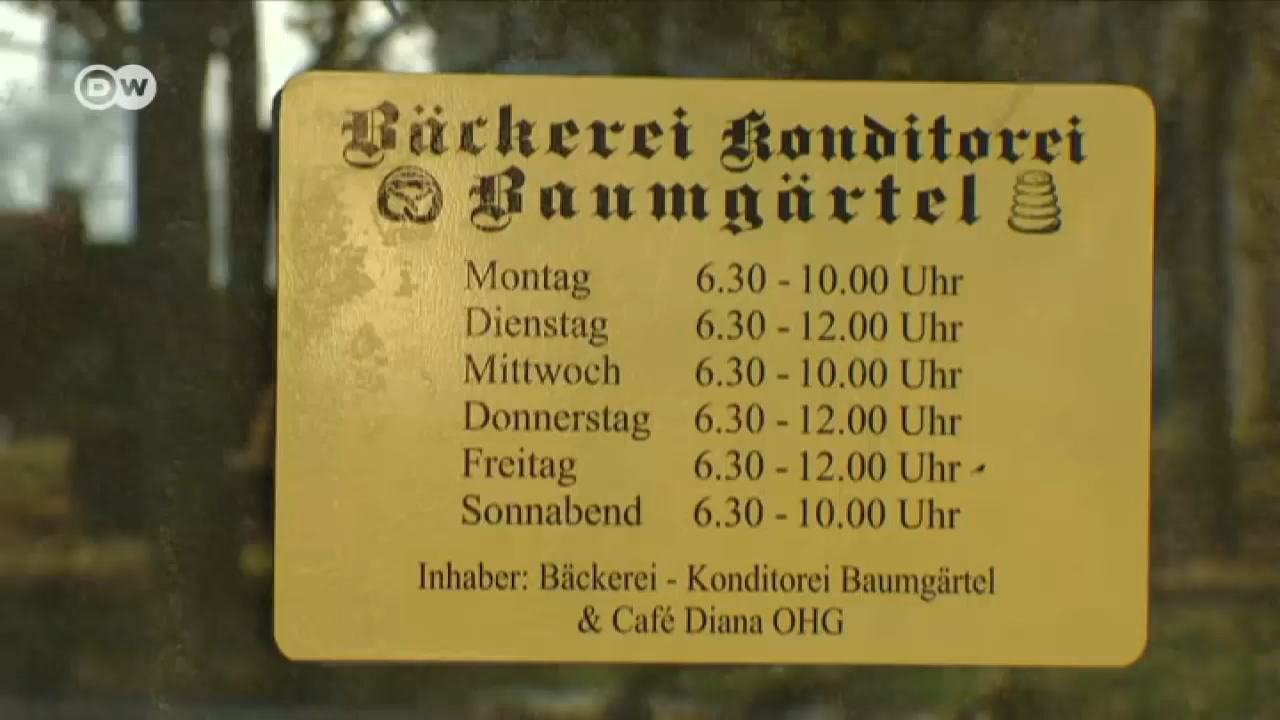 DW
Bäckerei Konditorei
Baumgärtel
Montag 6.30 - 10.00 Uhr
Dienstag 6.30 - 12.00 Uhr
Mittwoch 6.30 - 10.00 Uhr
Donnerstag 6.30 - 12.00 Uhr
Freitag 6.30 - 12.00 Uhr
Sonnabend 6.30 - 10.00 Uhr
Inhaber: Bäckerei - Konditorei Baumgärtel
& Café Diana OHG